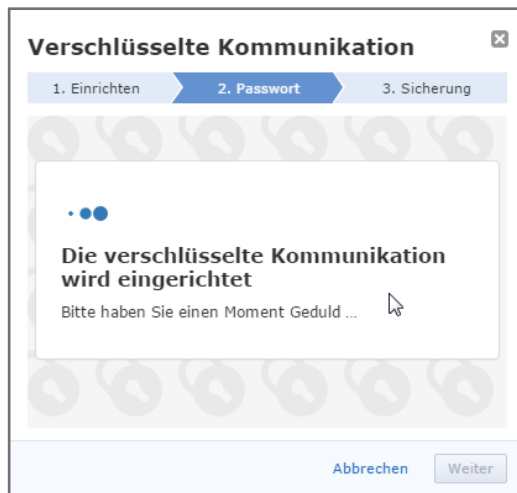 Verschlüsselte Kommunikation
1. Einrichten 2. Passwort 3. Sicherung
Die verschlüsselte Kommunikation
wird eingerichtet
Bitte haben Sie einen Moment Geduld ...
Abbrechen Weiter